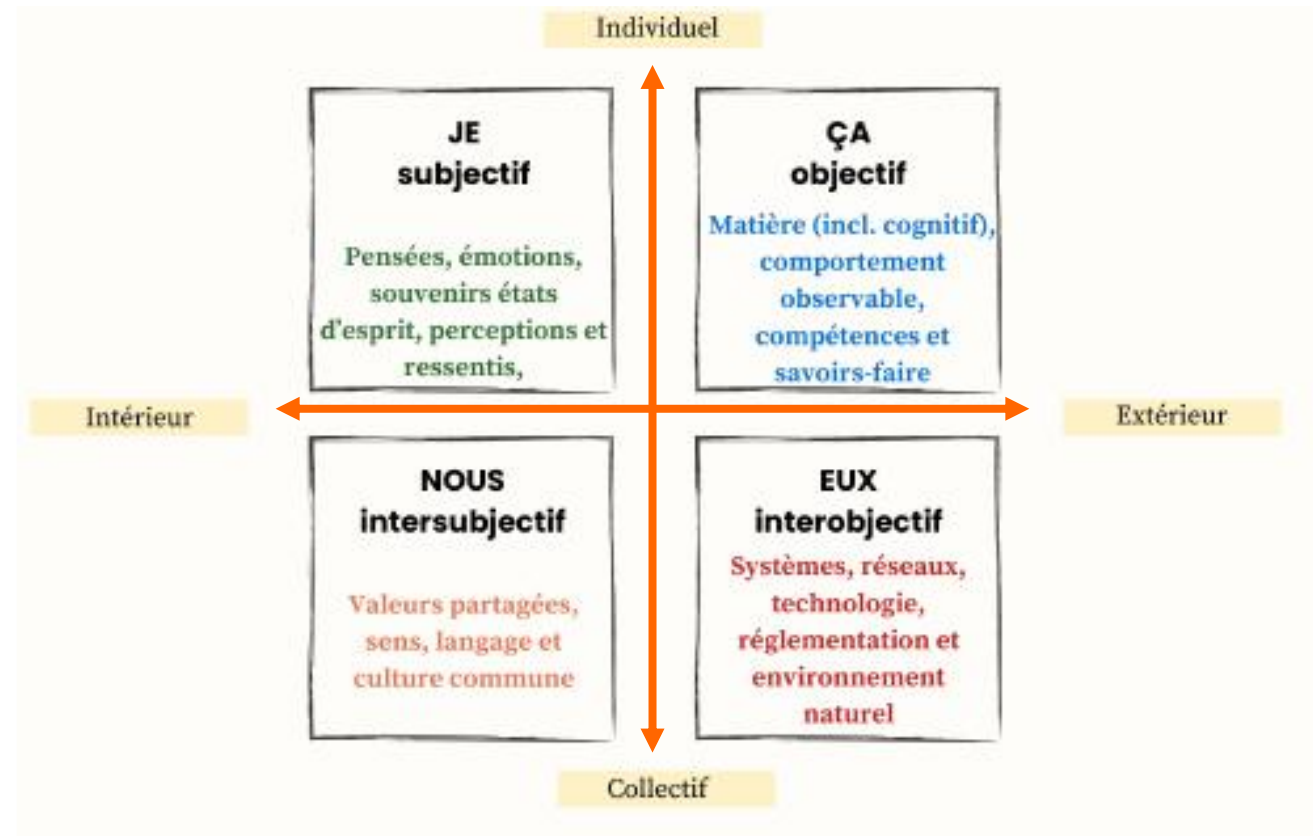 Individuel
JE
subjectif
Pensées, émotions,
souvenirs états
d'esprit, perceptions et
ressentis,
ÇA
objectif
Matière (incl. cognitif),
comportement
observable,
compétences et
savoirs-faire
Intérieur
Extérieur
NOUS
intersubjectif
Valeurs partagées,
sens, langage et
culture commune
EUX
interobjectif
Systèmes, réseaux,
technologie,
réglementation et
environnement
naturel
Collectif